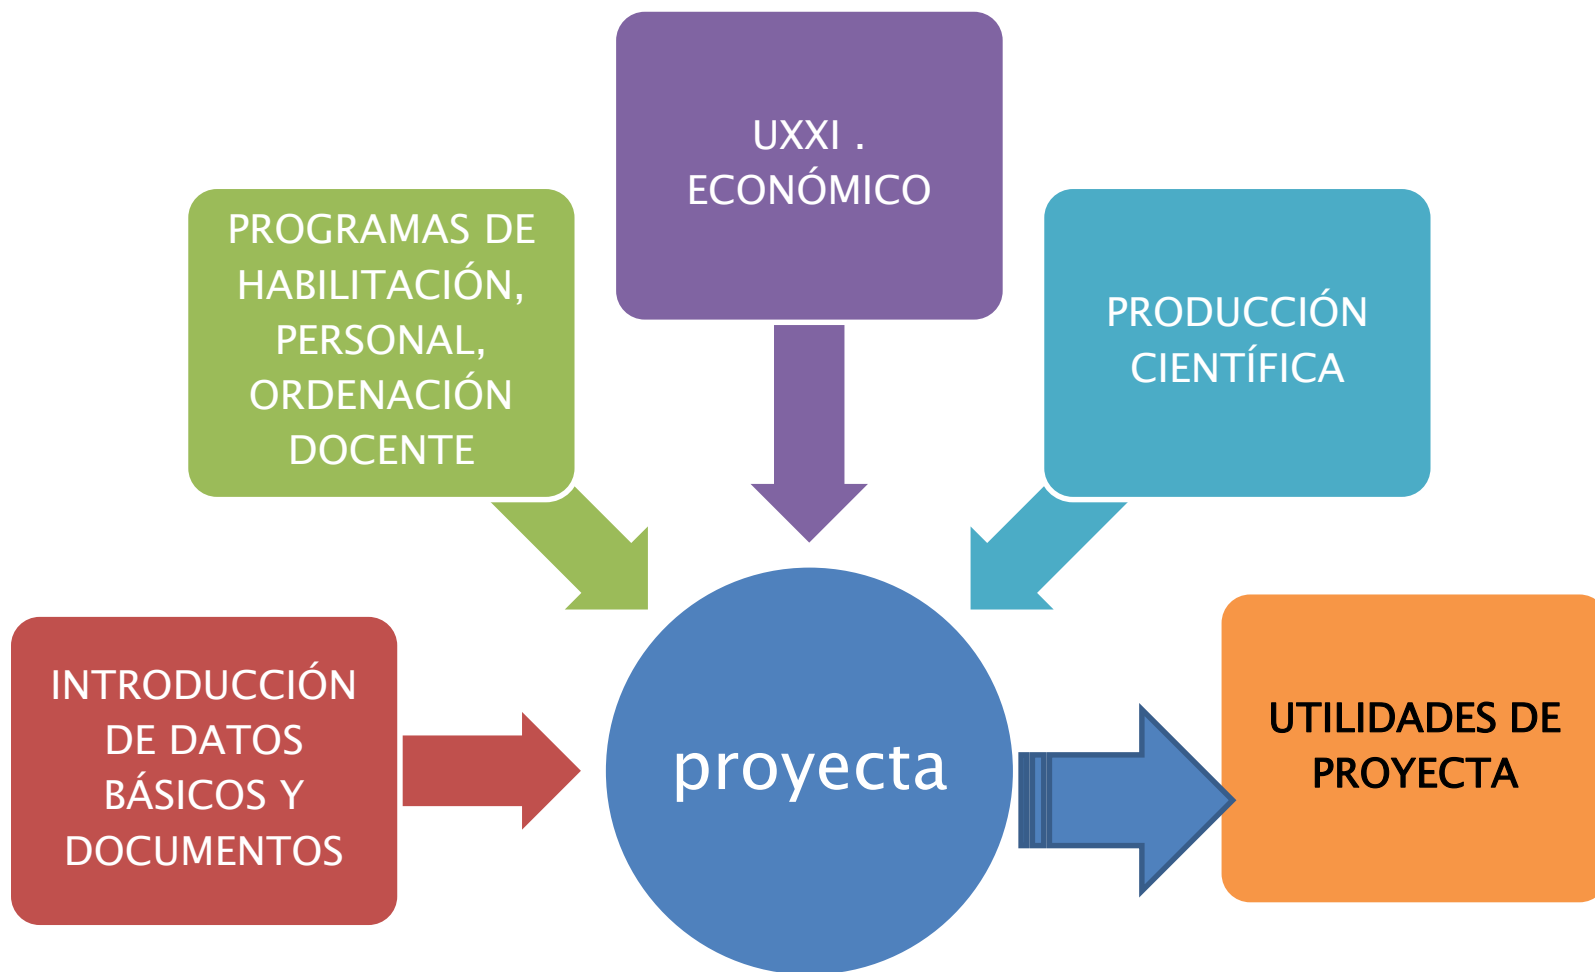 UXXI .
ECONÓMICO
PROGRAMAS DE
HABILITACIÓN,
PERSONAL,
ORDENACIÓN
DOCENTE
PRODUCCIÓN
CIENTÍFICA
INTRODUCCIÓN
DE DATOS
BÁSICOS Y
DOCUMENTOS
proyecta
UTILIDADES DE
PROYECTA